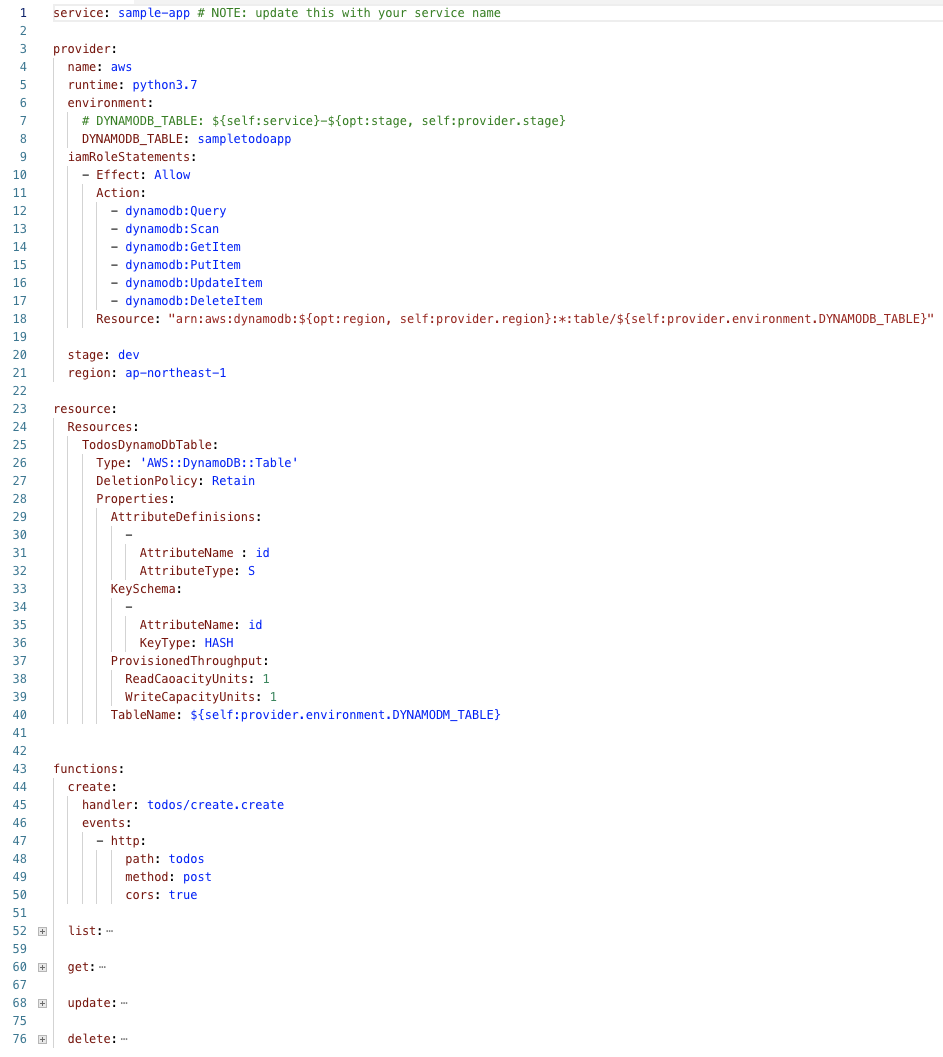 1 service: sample-app # NOTE: update this with your service name
2
3 provider:
4   name: aws
5   runtime: python3.7
6   environment:
7     # DYNAMODB_TABLE: ${self:service}-${opt:stage, self:provider.stage}
8     DYNAMODB_TABLE: sampletodoapp
9   iamRoleStatements:
10     - Effect: Allow
11       Action:
12         - dynamodb:Query
13         - dynamodb:Scan
14         - dynamodb:GetItem
15         - dynamodb:PutItem
16         - dynamodb:UpdateItem
17         - dynamodb:DeleteItem
18       Resource: "arn:aws:dynamodb:${opt:region, self:provider.region}:*:table/${self:provider.environment.DYNAMODB_TABLE}"
19
20   stage: dev
21   region: ap-northeast-1
22
23 resource:
24   Resources:
25     TodosDynamoDbTable:
26       Type: 'AWS::DynamoDB::Table'
27       DeletionPolicy: Retain
28       Properties:
29         AttributeDefinisions:
30           -
31             AttributeName : id
32             AttributeType: S
33         KeySchema:
34           -
35             AttributeName: id
36             KeyType: HASH
37         ProvisionedThroughput:
38           ReadCaoacityUnits: 1
39           WriteCapacityUnits: 1
40         TableName: ${self:provider.environment.DYNAMODM_TABLE}
41
42
43 functions:
44   create:
45     handler: todos/create.create
46     events:
47       - http:
48           path: todos
49           method: post
50           cors: true
51
52   list:⋯
59
60   get:⋯
67
68   update:⋯
75
76   delete:⋯